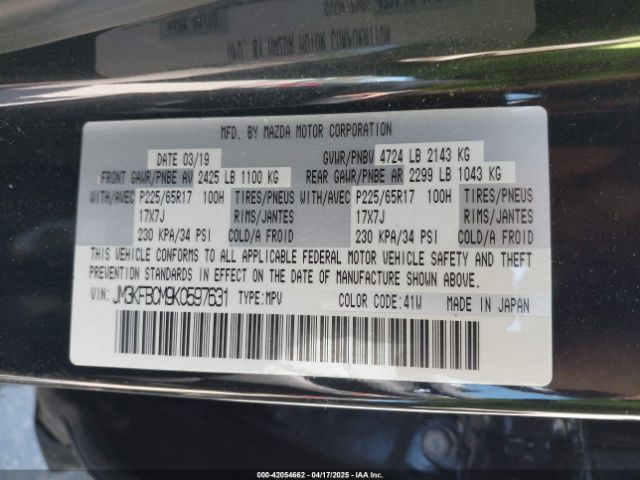 MFD. BY MAZDA MOTOR CORPORATION
DATE 03/19 GVWR/PNBV 4724 LB 2143 KG
FRONT GAWR/PNBE AV 2425 LB 1100 KG REAR GAWR/PNBE AR 2299 LB 1043 KG
WITH/AVEC P225/65R17 100H TIRES/PNEUS WITH/AVEC P225/65R17 100H TIRES/PNEUS
17X7J RIMS/JANTES 17X7J RIMS/JANTES
230 KPA/34 PSI COLD/A FROID 230 KPA/34 PSI COLD/A FROID
THIS VEHICLE CONFORMS TO ALL APPLICABLE FEDERAL MOTOR VEHICLE SAFETY AND THEFT
PREVENTION STANDARDS IN EFFECT ON THE DATE OF MANUFACTURE SHOWN ABOVE.
VIN: JM3KFBCM9K0597631 TYPE:MPV COLOR CODE:41W MADE IN JAPAN
00-42054662 - 04/17/2025 - IAAI.COM